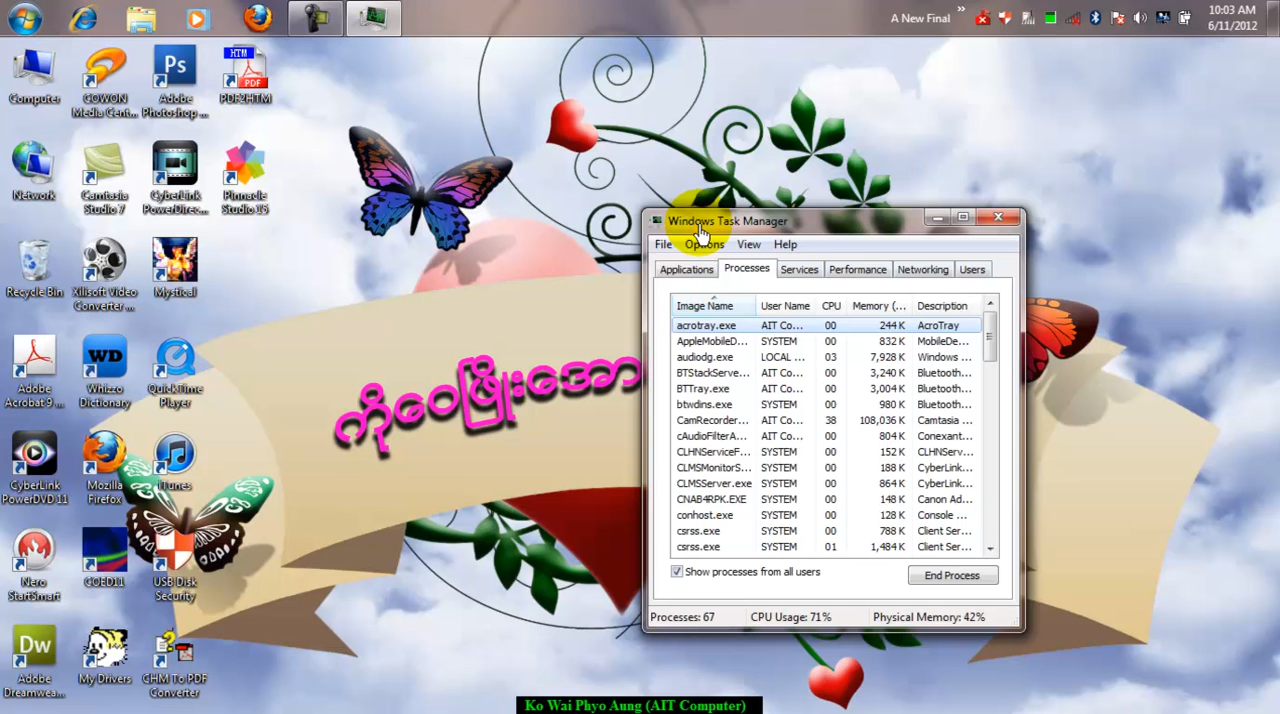 A New Final
10:03 AM
6/11/2012
Computer
COWON
Media Cent...
Adobe
Photoshop ...
HTM
PDF
PDF2HTM
Ps
Network
Camtasia
Studio 7
CyberLink
PowerDirec...
Pinnacle
Studio 15
Recycle Bin
Xilisoft Video
Converter ...
Mystical
Adobe
Acrobat 9 ...
WD
Whizzo
Dictionary
QuickTime
Player
CyberLink
PowerDVD 11
Mozilla
Firefox
iTunes
Nero
StartSmart
COED11
USB Disk
Security
Dw
Adobe
Dreamwea...
My Drivers
CHM To PDF
Converter
ကိုဝေဖြိုးအော
Windows Task Manager
File Options View Help
Applications Processes Services Performance Networking Users
Image Name User Name CPU Memory (... Description
acrotray.exe AIT Co... 00 244 K AcroTray
AppleMobileD... SYSTEM 00 832 K MobileDe...
audiodg.exe LOCAL ... 03 7,928 K Windows ...
BTStackServe... AIT Co... 00 3,240 K Bluetooth...
BTTray.exe AIT Co... 00 3,004 K Bluetooth...
btwdins.exe SYSTEM 00 980 K Bluetooth...
CamRecorder... AIT Co... 38 108,036 K Camtasia ...
cAudioFilterA... AIT Co... 00 804 K Conexant...
CLHNServiceF... SYSTEM 00 152 K CLHNServ...
CLMSMonitorS... SYSTEM 00 188 K CyberLink...
CLMSServer.exe SYSTEM 00 864 K CyberLink...
CNAB4RPK.EXE SYSTEM 00 148 K Canon Ad...
conhost.exe SYSTEM 00 128 K Console ...
csrss.exe SYSTEM 00 788 K Client Ser...
csrss.exe SYSTEM 01 1,484 K Client Ser...
Show processes from all users
End Process
Processes: 67 CPU Usage: 71% Physical Memory: 42%
Ko Wai Phyo Aung (AIT Computer)